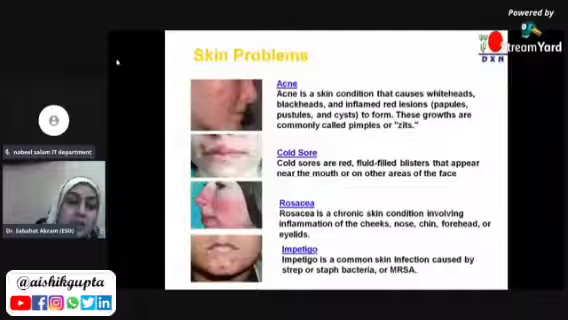 Powered by
StreamYard
DXN
Skin Problems
Acne
Acne is a skin condition that causes whiteheads,
blackheads, and inflamed red lesions (papules,
pustules, and cysts) to form. These growths are
commonly called pimples or "zits."
Cold Sore
Cold sores are red, fluid-filled blisters that appear
near the mouth or on other areas of the face
Rosacea
Rosacea is a chronic skin condition involving
inflammation of the cheeks, nose, chin, forehead, or
eyelids.
Impetigo
Impetigo is a common skin infection caused by
strep or staph bacteria, or MRSA.
nabeel salam IT department
Dr. Sabahat Akram (ESD)
@aishikgupta